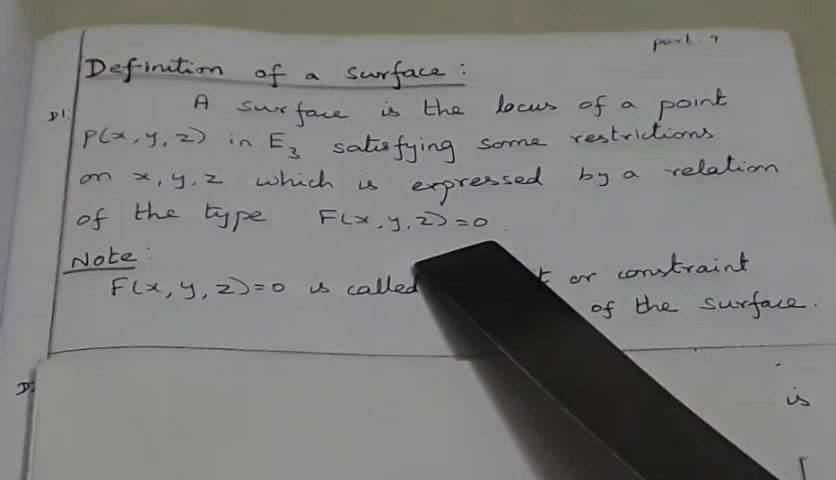 part. 7
Definition of a surface:
D1: A surface is the locus of a point
P(x, y, z) in E3 satisfying some restrictions
on x, y, z which is expressed by a relation
of the type F(x, y, z)=0.
Note:
F(x, y, z)=0 is called or constraint
of the surface.
is